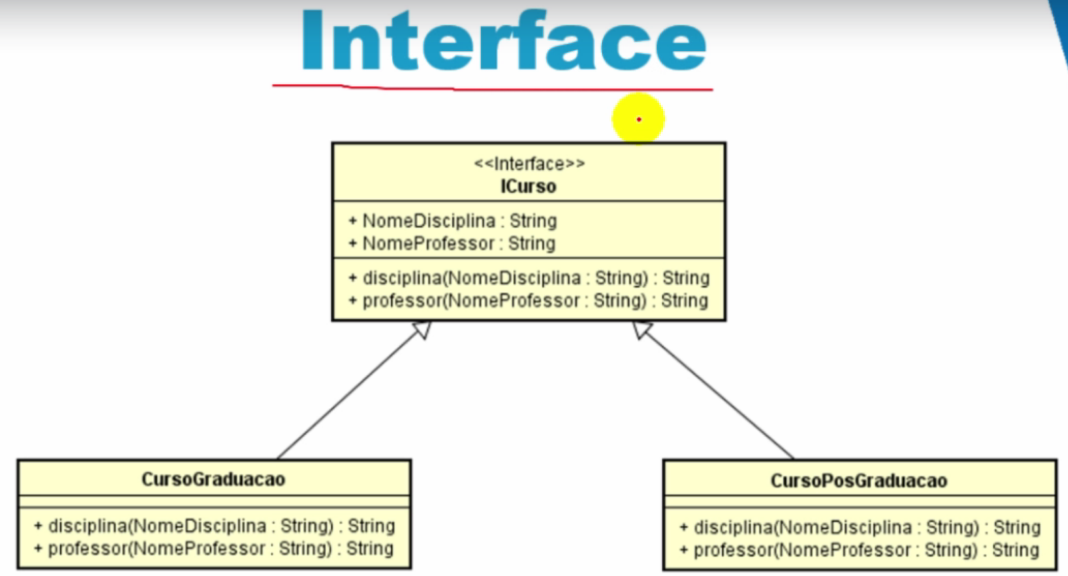 Interface
<<Interface>>
ICurso
+ NomeDisciplina : String
+ NomeProfessor : String
+ disciplina(NomeDisciplina : String) : String
+ professor(NomeProfessor : String) : String
CursoGraduacao
+ disciplina(NomeDisciplina : String) : String
+ professor(NomeProfessor : String) : String
CursoPosGraduacao
+ disciplina(NomeDisciplina : String) : String
+ professor(NomeProfessor : String) : String